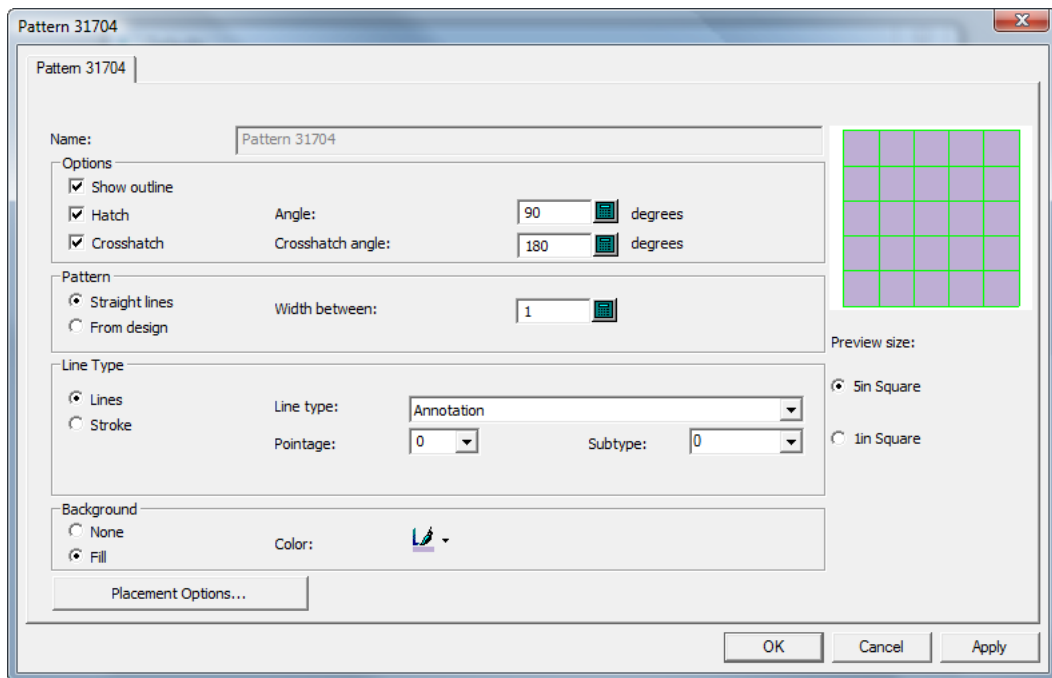 Pattern 31704
Pattern 31704
Name: Pattern 31704
Options
Show outline
Hatch Angle: 90 degrees
Crosshatch Crosshatch angle: 180 degrees
Pattern
Straight lines Width between: 1
From design
Preview size:
Line Type
5in Square
Lines Line type: Annotation
Stroke
Pointage: 0 Subtype: 0
1in Square
Background
None
Fill Color:
Placement Options...
OK Cancel Apply